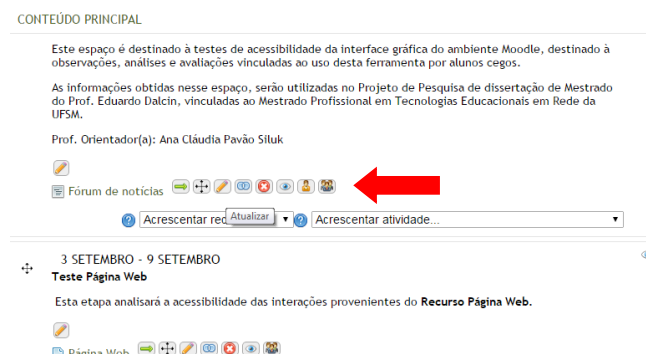 CONTEÚDO PRINCIPAL
Este espaço é destinado à testes de acessibilidade da interface gráfica do ambiente Moodle, destinado à
observações, análises e avaliações vinculadas ao uso desta ferramenta por alunos cegos.
As informações obtidas nesse espaço, serão utilizadas no Projeto de Pesquisa de dissertação de Mestrado
do Prof. Eduardo Dalcin, vinculadas ao Mestrado Profissional em Tecnologias Educacionais em Rede da
UFSM.
Prof. Orientador(a): Ana Cláudia Pavão Siluk
Fórum de notícias
Acrescentar rec Atualizar Acrescentar atividade...
3 SETEMBRO - 9 SETEMBRO
Teste Página Web
Esta etapa analisará a acessibilidade das interações provenientes do Recurso Página Web.
Página Web